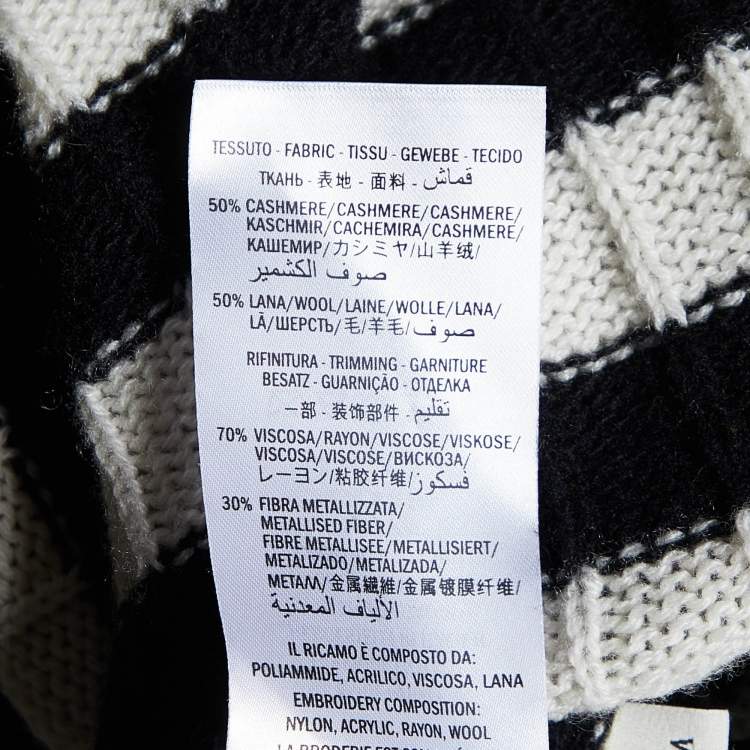 TESSUTO - FABRIC - TISSU - GEWEBE - TECIDO
ТКАНЬ - 表地 - 面料 - قماش
50% CASHMERE/CASHMERE/CASHMERE/
KASCHMIR/CACHEMIRA/CASHMERE/
КАШЕМИР/カシミヤ/山羊绒/
صوف الكشمير
50% LANA/WOOL/LAINE/WOLLE/LANA/
LÃ/ШЕРСТЬ/毛/羊毛/صوف
RIFINITURA - TRIMMING - GARNITURE
BESATZ - GUARNIÇÃO - ОТДЕЛКА
一部 - 装饰部件 - تقليم
70% VISCOSA/RAYON/VISCOSE/VISKOSE/
VISCOSA/VISCOSE/ВИСКОЗА/
レーヨン/粘胶纤维/فسكوز
30% FIBRA METALLIZZATA/
METALLISED FIBER/
FIBRE METALLISEE/METALLISIERT/
METALIZADO/METALIZADA/
МЕТАЛЛ/金属繊維/金属镀膜纤维/
الألياف المعدنية
IL RICAMO È COMPOSTO DA:
POLIAMMIDE, ACRILICO, VISCOSA, LANA
EMBROIDERY COMPOSITION:
NYLON, ACRYLIC, RAYON, WOOL
LA BRODERIE EST